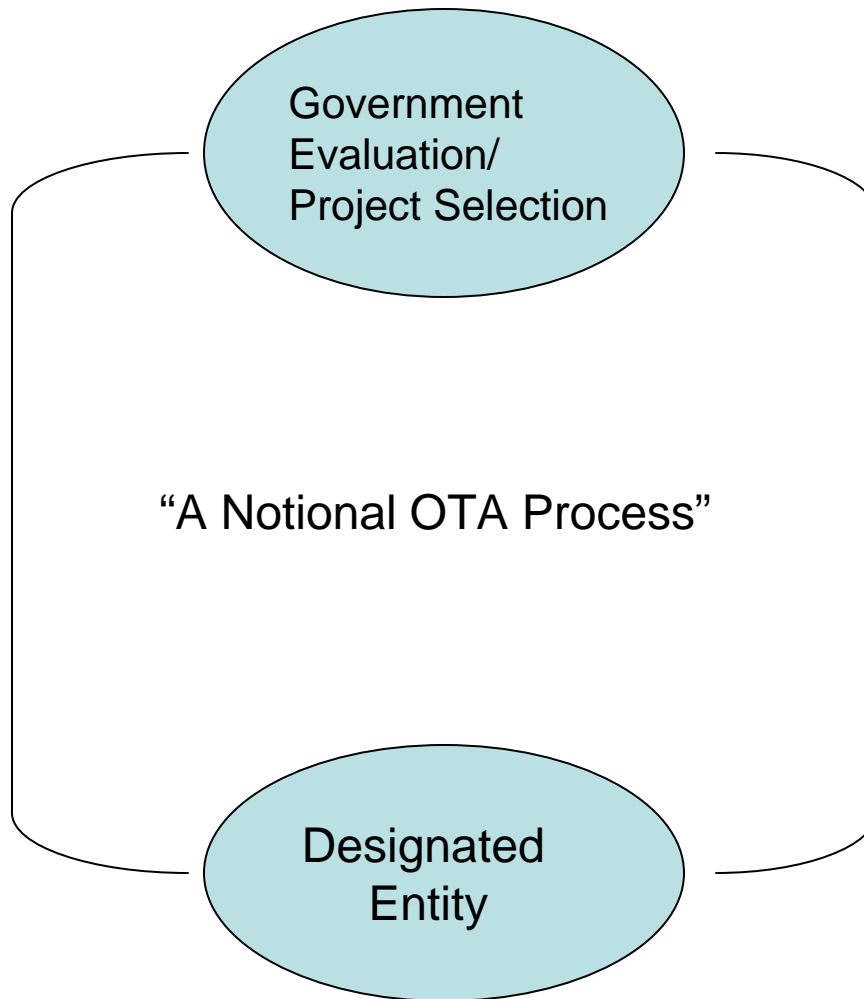 Government
Evaluation/
Project Selection
“A Notional OTA Process”
Designated
Entity